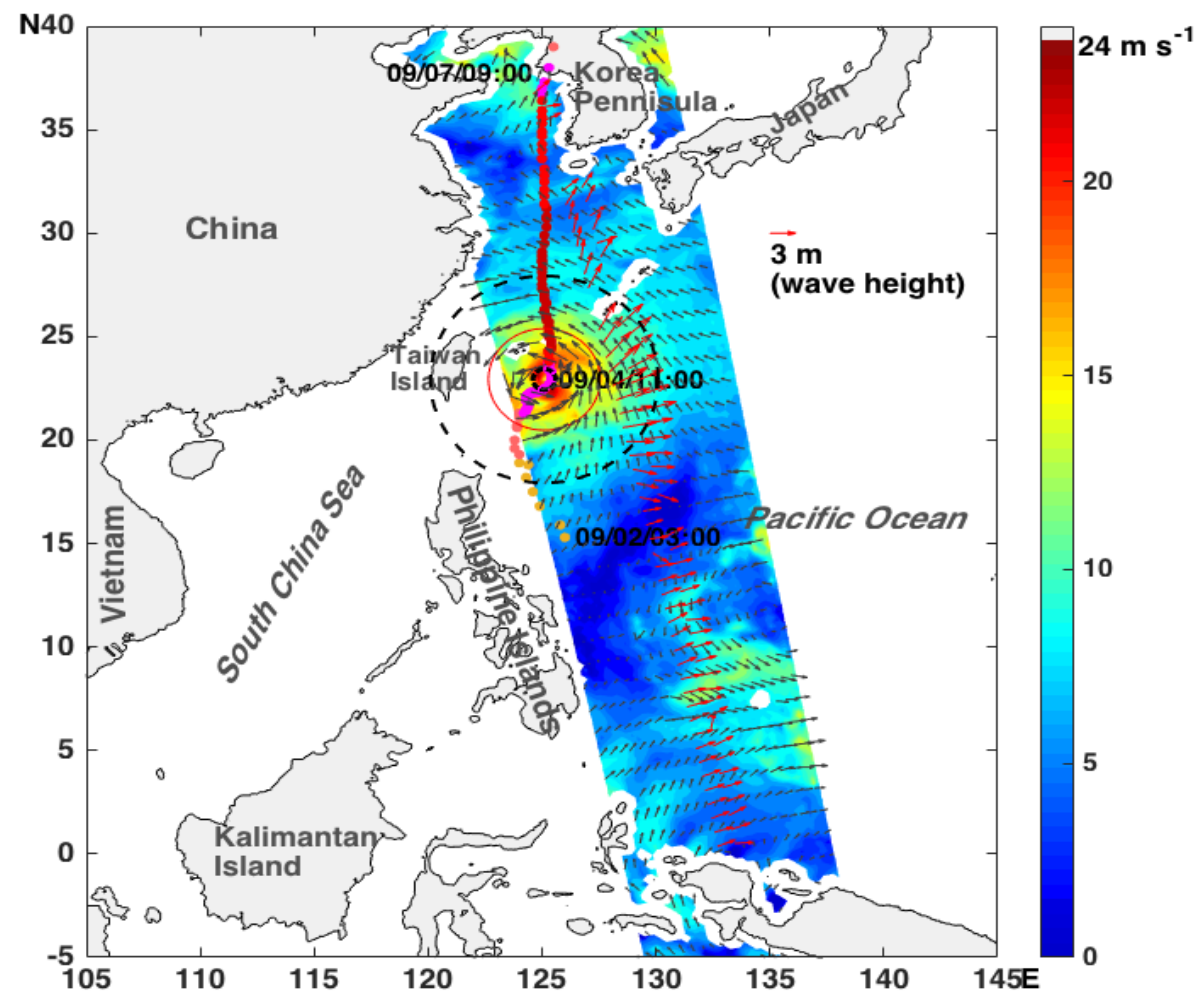 N40
35
30
25
20
15
10
5
0
-5
105
110
115
120
125
130
135
140
145E
09/07/09:00
Korea
Pennisula
Japan
China
3 m
(wave height)
Taiwan
Island
09/04/11:00
Pacific Ocean
09/02/03:00
Philippine Islands
South China Sea
Vietnam
Kalimantan
Island
24 m s-1
20
15
10
5
0